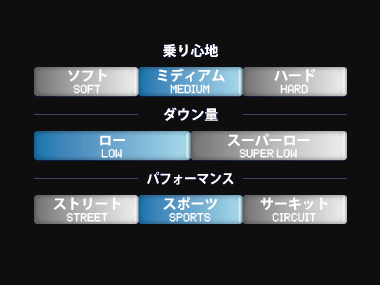 乗り心地
ソフト ミディアム ハード
SOFT MEDIUM HARD
ダウン量
ロー スーパーロー
LOW SUPER LOW
パフォーマンス
ストリート スポーツ サーキット
STREET SPORTS CIRCUIT